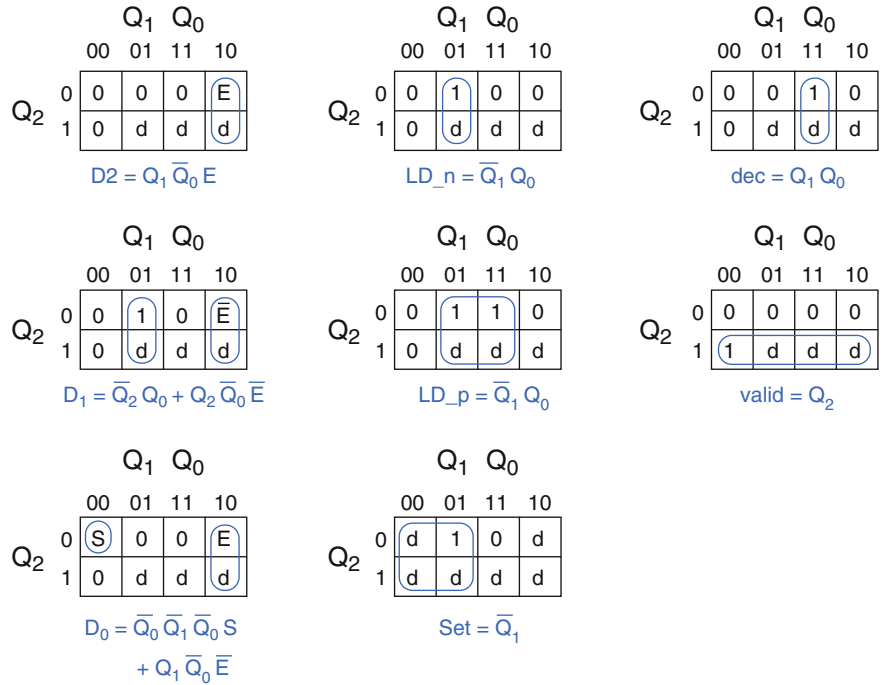 Q1 Q0
00 01 11 10
Q2
0 0 0 0 E
1 0 d d d
D2 = Q1 Q̅0 E
Q1 Q0
00 01 11 10
Q2
0 0 1 0 0
1 0 d d d
LD_n = Q̅1 Q0
Q1 Q0
00 01 11 10
Q2
0 0 0 1 0
1 0 d d d
dec = Q1 Q0
Q1 Q0
00 01 11 10
Q2
0 0 1 0 E̅
1 0 d d d
D1 = Q̅2 Q0 + Q2 Q̅0 E̅
Q1 Q0
00 01 11 10
Q2
0 0 1 1 0
1 0 d d d
LD_p = Q̅1 Q0
Q1 Q0
00 01 11 10
Q2
0 0 0 0 0
1 1 d d d
valid = Q2
Q1 Q0
00 01 11 10
Q2
0 S 0 0 E
1 0 d d d
D0 = Q̅0 Q̅1 Q̅0 S
+ Q1 Q̅0 E̅
Q1 Q0
00 01 11 10
Q2
0 d 1 0 d
1 d d d d
Set = Q̅1